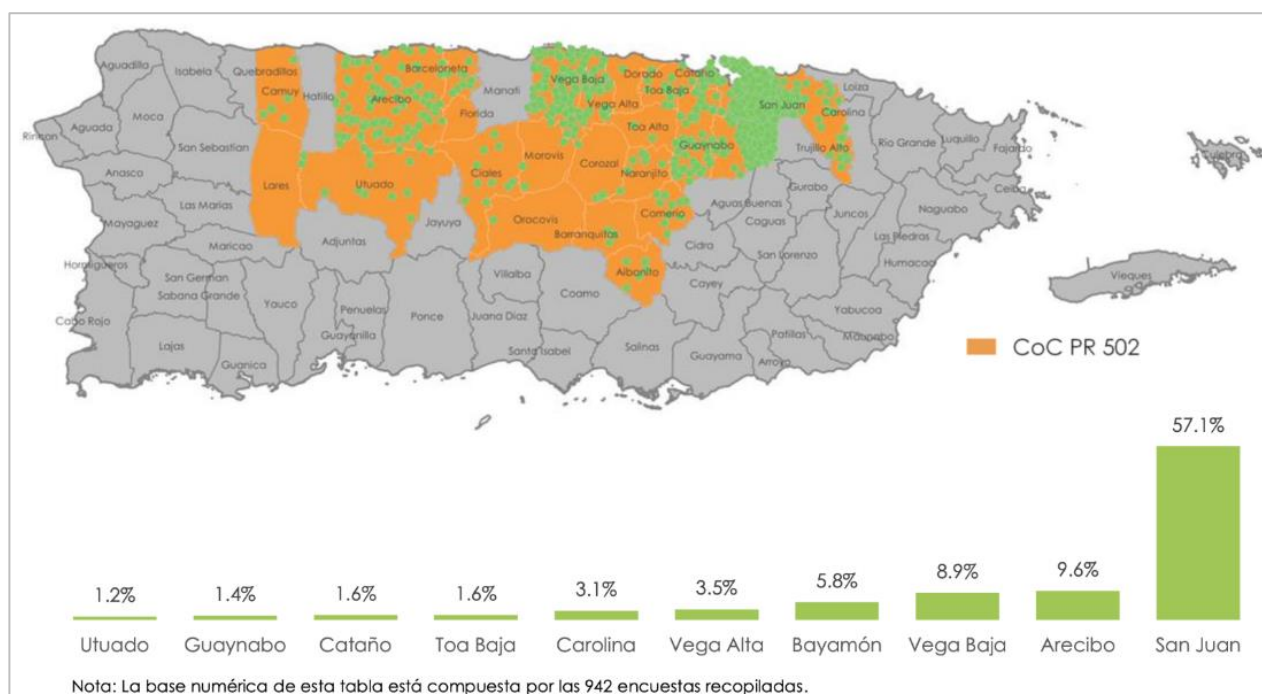 Aguadilla
Isabela
Quebradillas
Camuy
Hatillo
Arecibo
Barceloneta
Manati
Florida
Vega Baja
Vega Alta
Dorado
Toa Baja
Cataño
Toa Alta
San Juan
Loiza
Carolina
Trujillo Alto
Guaynabo
Rincon
Aguada
Moca
San Sebastian
Anasco
Lares
Utuado
Ciales
Morovis
Corozal
Naranjito
Rio Grande
Luquillo
Fajardo
Culebra
Ceiba
Mayaguez
Las Marias
Maricao
Adjuntas
Jayuya
Orocovis
Barranquitas
Comerio
Aguas Buenas
Gurabo
Caguas
Juncos
Naguabo
Las Piedras
Hormigueros
San German
Sabana Grande
Yauco
Penuelas
Ponce
Villalba
Juana Diaz
Coamo
Aibonito
Cidra
Cayey
San Lorenzo
Humacao
Yabucoa
Vieques
Cabo Rojo
Lajas
Guanica
Guayanilla
Santa Isabel
Salinas
Guayama
Arroyo
Patillas
Maunabo
CoC PR 502
57.1%
1.2% 1.4% 1.6% 1.6% 3.1% 3.5% 5.8% 8.9% 9.6%
Utuado Guaynabo Cataño Toa Baja Carolina Vega Alta Bayamón Vega Baja Arecibo San Juan
Nota: La base numérica de esta tabla está compuesta por las 942 encuestas recopiladas.